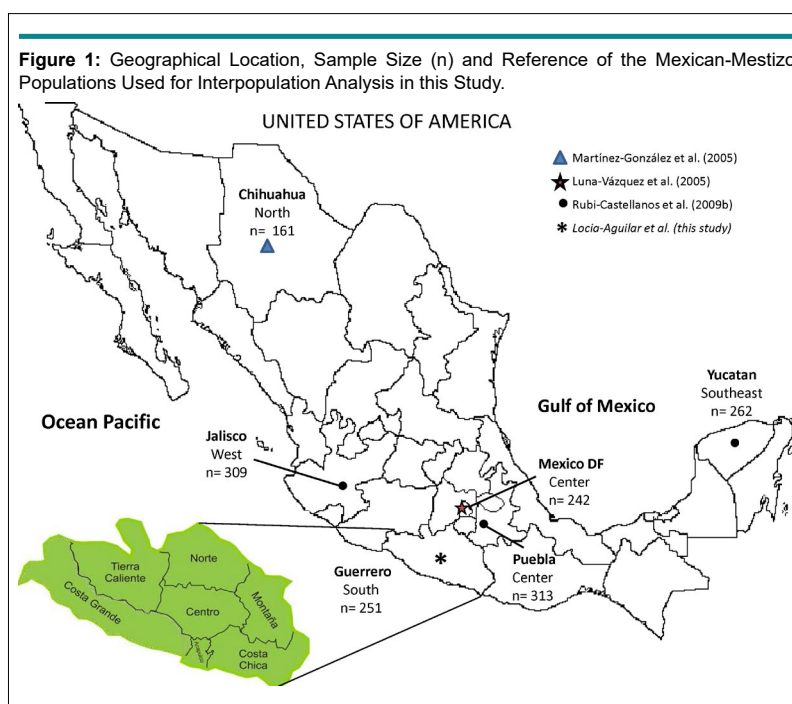 Figure 1: Geographical Location, Sample Size (n) and Reference of the Mexican-Mestizo
Populations Used for Interpopulation Analysis in this Study.
UNITED STATES OF AMERICA
Martínez-González et al. (2005)
Luna-Vázquez et al. (2005)
Rubi-Castellanos et al. (2009b)
* Locia-Aguilar et al. (this study)
Chihuahua
North
n= 161
Yucatan
Southeast
n= 262
Ocean Pacific
Gulf of Mexico
Jalisco
West
n= 309
Mexico DF
Center
n= 242
*
Guerrero
South
n= 251
Puebla
Center
n= 313
Tierra
Caliente
Norte
Costa Grande
Centro
Montaña
Costa
Chica